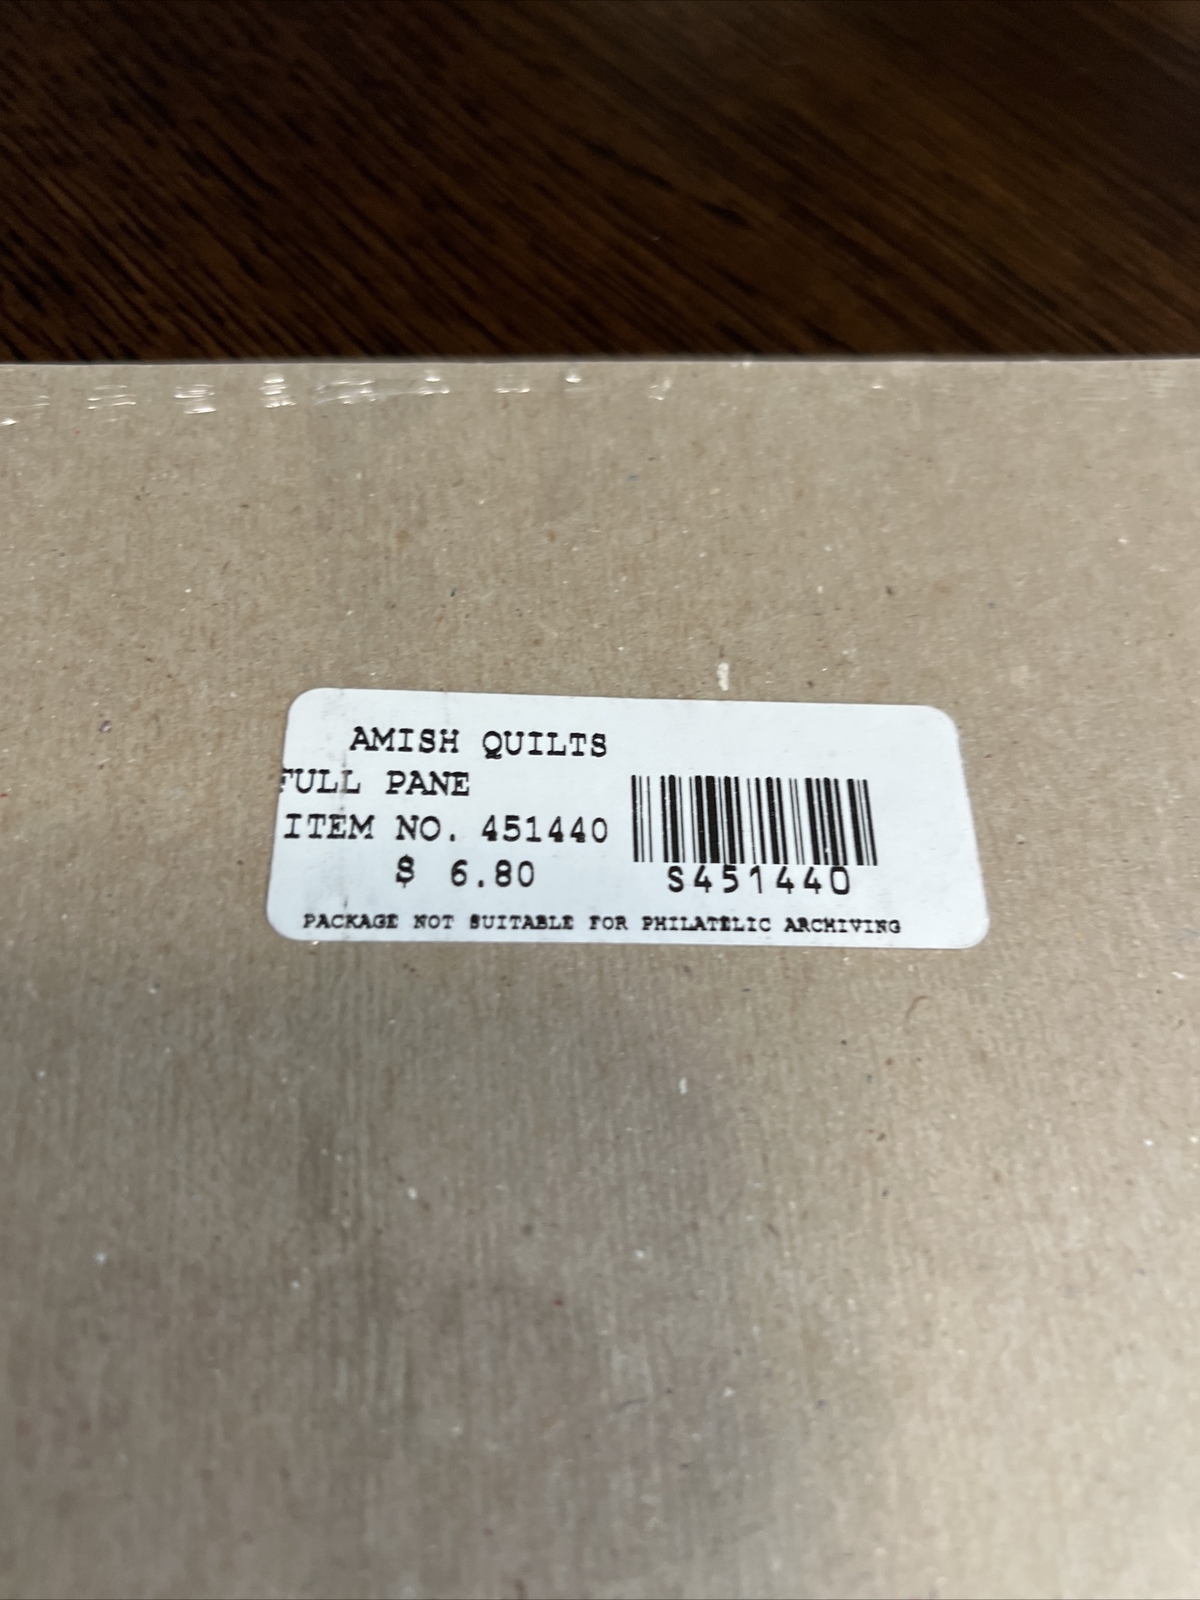 AMISH QUILTS
FULL PANE
ITEM NO. 451440
$ 6.80
S451440
PACKAGE NOT SUITABLE FOR PHILATELIC ARCHIVING